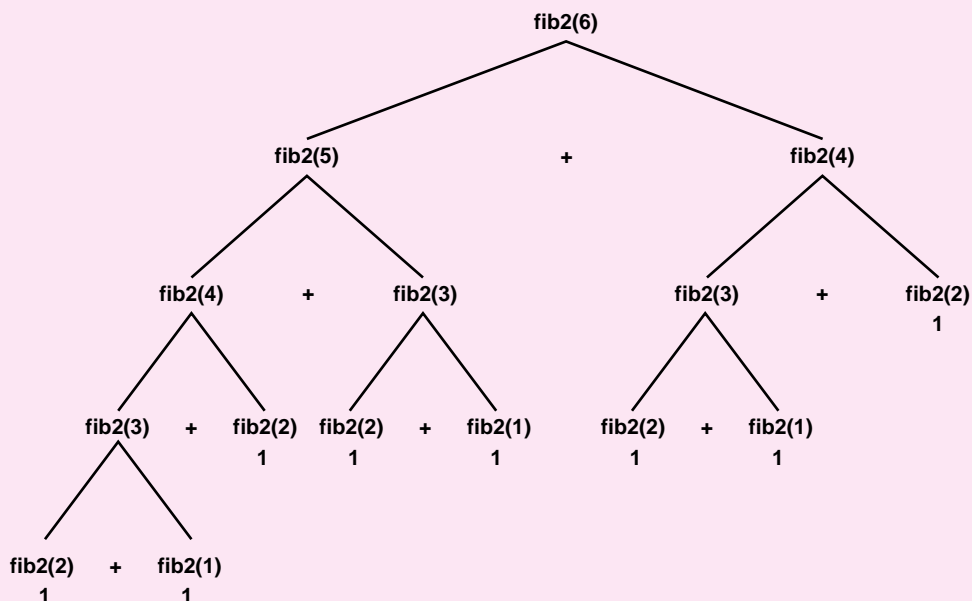 fib2(6)
fib2(5) + fib2(4)
fib2(4) + fib2(3) fib2(3) + fib2(2)
1
fib2(3) + fib2(2) fib2(2) + fib2(1) fib2(2) + fib2(1)
1 1 1 1 1
fib2(2) + fib2(1)
1 1